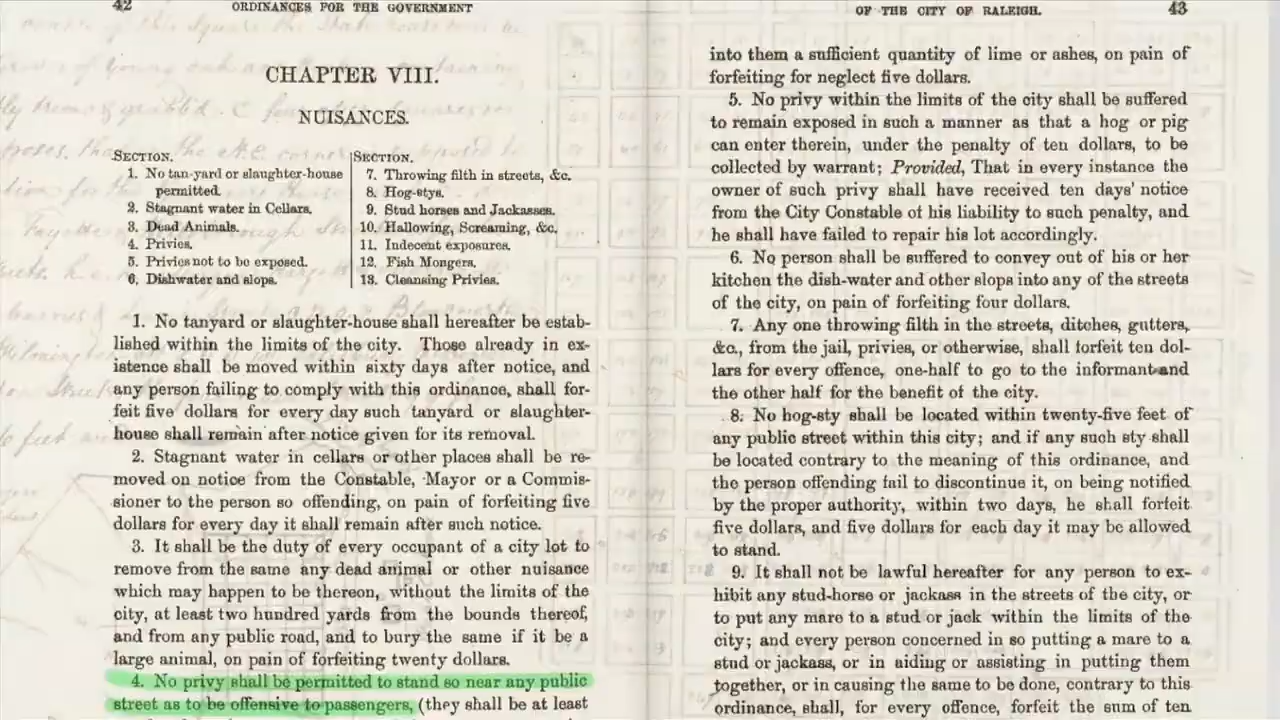 42 ORDINANCES FOR THE GOVERNMENT
CHAPTER VIII.
NUISANCES.
SECTION.
1. No tan-yard or slaughter-house
permitted.
2. Stagnant water in Cellars.
3. Dead Animals.
4. Privies.
5. Privies not to be exposed.
6. Dishwater and slops.
SECTION.
7. Throwing filth in streets, &c.
8. Hog-stys.
9. Stud horses and Jackasses.
10. Hallowing, Screaming, &c.
11. Indecent exposures.
12. Fish Mongers.
13. Cleansing Privies.
1. No tanyard or slaughter-house shall hereafter be estab-
lished within the limits of the city. Those already in ex-
istence shall be moved within sixty days after notice, and
any person failing to comply with this ordinance, shall for-
feit five dollars for every day such tanyard or slaughter-
house shall remain after notice given for its removal.
2. Stagnant water in cellars or other places shall be re-
moved on notice from the Constable, Mayor or a Commis-
sioner to the person so offending, on pain of forfeiting five
dollars for every day it shall remain after such notice.
3. It shall be the duty of every occupant of a city lot to
remove from the same any dead animal or other nuisance
which may happen to be thereon, without the limits of the
city, at least two hundred yards from the bounds thereof,
and from any public road, and to bury the same if it be a
large animal, on pain of forfeiting twenty dollars.
4. No privy shall be permitted to stand so near any public
street as to be offensive to passengers, (they shall be at least
OF THE CITY OF RALEIGH. 43
into them a sufficient quantity of lime or ashes, on pain of
forfeiting for neglect five dollars.
5. No privy within the limits of the city shall be suffered
to remain exposed in such a manner as that a hog or pig
can enter therein, under the penalty of ten dollars, to be
collected by warrant; Provided, That in every instance the
owner of such privy shall have received ten days' notice
from the City Constable of his liability to such penalty, and
he shall have failed to repair his lot accordingly.
6. No person shall be suffered to convey out of his or her
kitchen the dish-water and other slops into any of the streets
of the city, on pain of forfeiting four dollars.
7. Any one throwing filth in the streets, ditches, gutters,
&c., from the jail, privies, or otherwise, shall forfeit ten dol-
lars for every offence, one-half to go to the informant and
the other half for the benefit of the city.
8. No hog-sty shall be located within twenty-five feet of
any public street within this city; and if any such sty shall
be located contrary to the meaning of this ordinance, and
the person offending fail to discontinue it, on being notified
by the proper authority, within two days, he shall forfeit
five dollars, and five dollars for each day it may be allowed
to stand.
9. It shall not be lawful hereafter for any person to ex-
hibit any stud-horse or jackass in the streets of the city, or
to put any mare to a stud or jack within the limits of the
city; and every person concerned in so putting a mare to a
stud or jackass, or in aiding or assisting in putting them
together, or in causing the same to be done, contrary to this
ordinance, shall, for every offence, forfeit the sum of ten